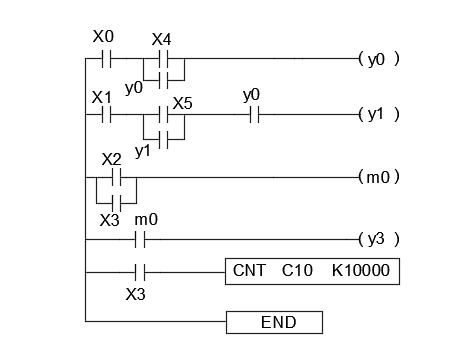 X0 X4 (y0)
y0
X1 X5 y0 (y1)
y1
X2 (m0)
X3
m0 (y3)
CNT C10 K10000
X3
END